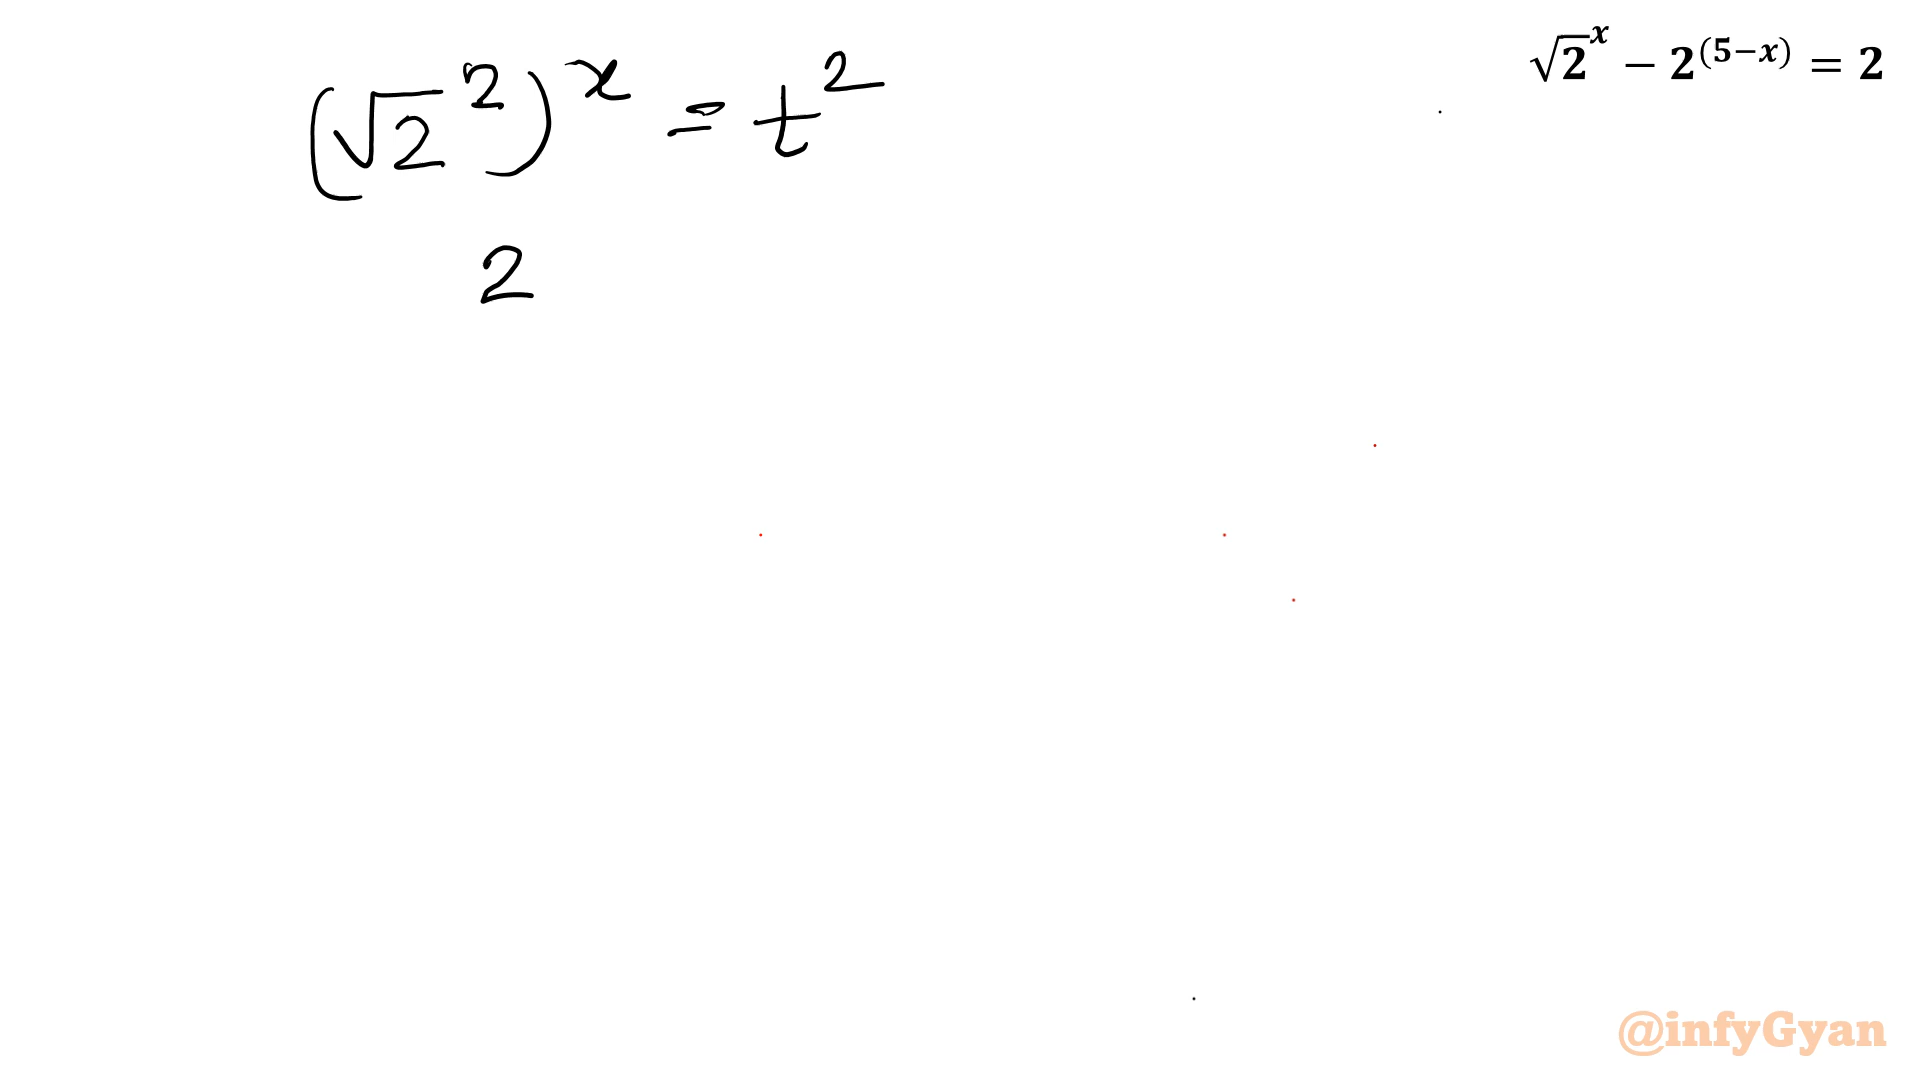 √2^x − 2^(5−x) = 2
(√2^2)^x = t^2
2
@infyGyan